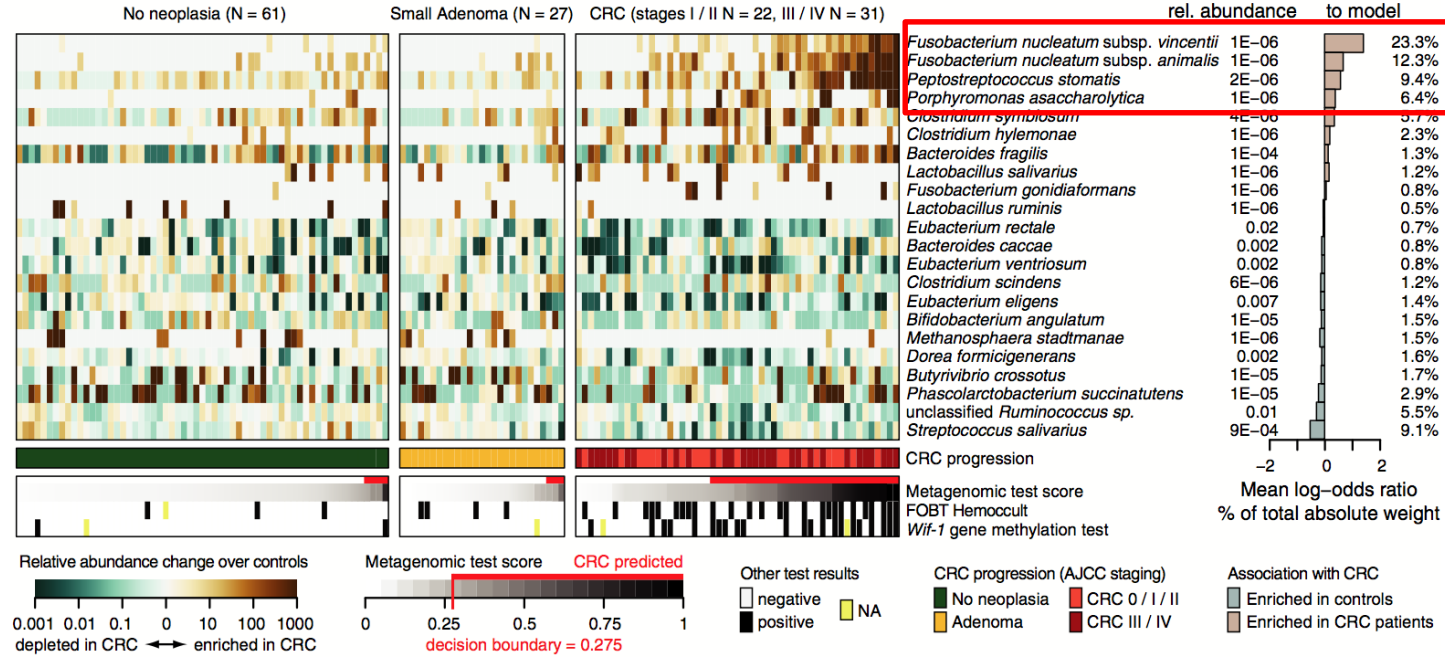 No neoplasia (N = 61) Small Adenoma (N = 27) CRC (stages I / II N = 22, III / IV N = 31) rel. abundance to model
Fusobacterium nucleatum subsp. vincentii 1E−06 23.3%
Fusobacterium nucleatum subsp. animalis 1E−06 12.3%
Peptostreptococcus stomatis 2E−06 9.4%
Porphyromonas asaccharolytica 1E−06 6.4%
Clostridium symbiosum 4E−06 5.7%
Clostridium hylemonae 1E−06 2.3%
Bacteroides fragilis 1E−04 1.3%
Lactobacillus salivarius 1E−06 1.2%
Fusobacterium gonidiaformans 1E−06 0.8%
Lactobacillus ruminis 1E−06 0.5%
Eubacterium rectale 0.02 0.7%
Bacteroides caccae 0.002 0.8%
Eubacterium ventriosum 0.002 0.8%
Clostridium scindens 6E−06 1.2%
Eubacterium eligens 0.007 1.4%
Bifidobacterium angulatum 1E−05 1.5%
Methanosphaera stadtmanae 1E−06 1.5%
Dorea formicigenerans 0.002 1.6%
Butyrivibrio crossotus 1E−05 1.7%
Phascolarctobacterium succinatutens 1E−05 2.9%
unclassified Ruminococcus sp. 0.01 5.5%
Streptococcus salivarius 9E−04 9.1%
CRC progression
−2 0 2
Metagenomic test score
Mean log−odds ratio
FOBT Hemoccult
% of total absolute weight
Wif−1 gene methylation test
Relative abundance change over controls
0.001 0.01 0.1 0 10 100 1000
depleted in CRC ↔ enriched in CRC
Metagenomic test score CRC predicted
0 0.25 0.5 0.75 1
decision boundary = 0.275
Other test results
negative
positive
NA
CRC progression (AJCC staging)
No neoplasia CRC 0 / I / II
Adenoma CRC III / IV
Association with CRC
Enriched in controls
Enriched in CRC patients